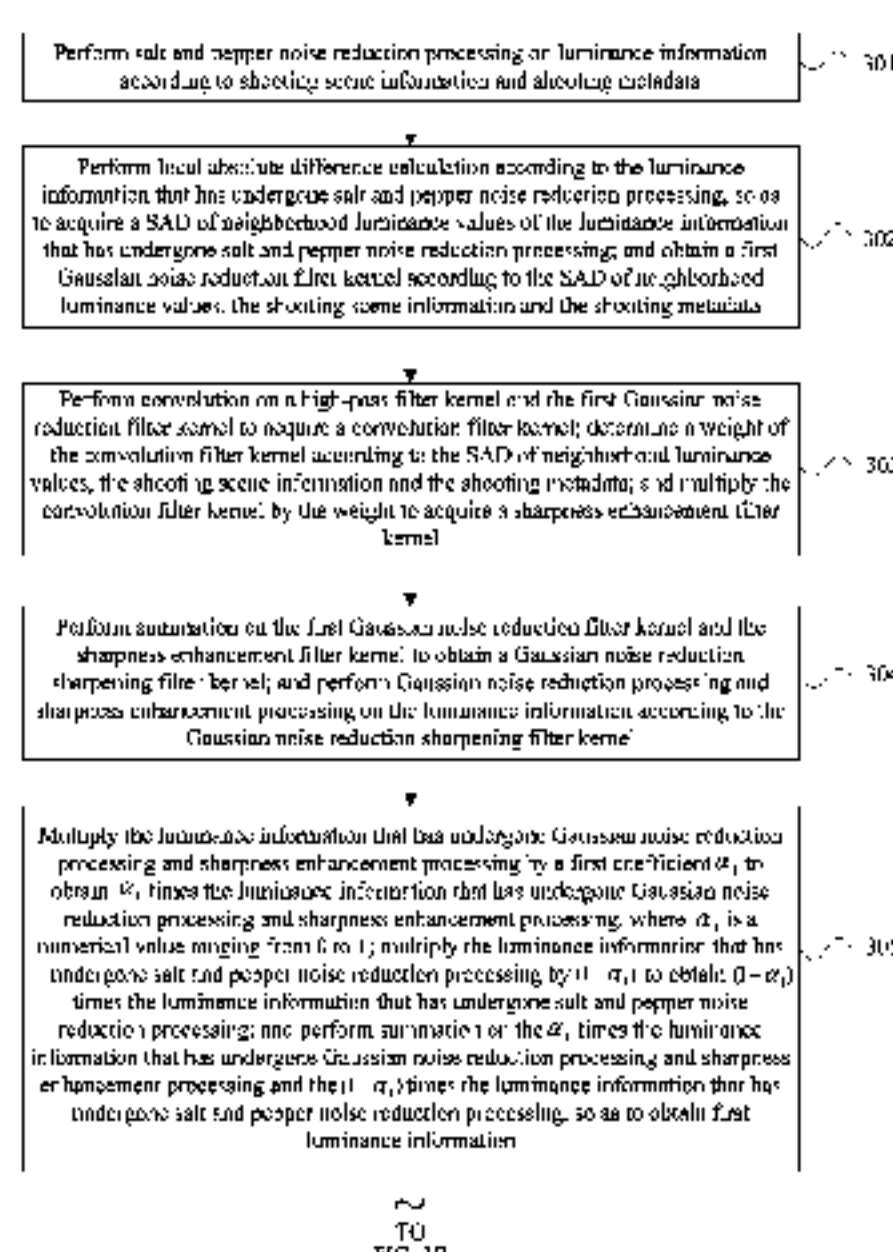 Perform salt and pepper noise reduction processing on luminance information
according to shooting scene information and shooting metadata
301
Perform local absolute difference calculation according to the luminance
information that has undergone salt and pepper noise reduction processing, so as
to acquire a SAD of neighborhood luminance values of the luminance information
that has undergone salt and pepper noise reduction processing; and obtain a first
Gaussian noise reduction filter kernel according to the SAD of neighborhood
luminance values, the shooting scene information and the shooting metadata
302
Perform convolution on a high-pass filter kernel and the first Gaussian noise
reduction filter kernel to acquire a convolution filter kernel; determine a weight of
the convolution filter kernel according to the SAD of neighborhood luminance
values, the shooting scene information and the shooting metadata; and multiply the
convolution filter kernel by the weight to acquire a sharpness enhancement filter
kernel
303
Perform summation on the first Gaussian noise reduction filter kernel and the
sharpness enhancement filter kernel to obtain a Gaussian noise reduction
sharpening filter kernel; and perform Gaussian noise reduction processing and
sharpness enhancement processing on the luminance information according to the
Gaussian noise reduction sharpening filter kernel
304
Multiply the luminance information that has undergone Gaussian noise reduction
processing and sharpness enhancement processing by a first coefficient α₁ to
obtain α₁ times the luminance information that has undergone Gaussian noise
reduction processing and sharpness enhancement processing, where α₁ is a
numerical value ranging from 0 to 1; multiply the luminance information that has
undergone salt and pepper noise reduction processing by (1 - α₁) to obtain (1 - α₁)
times the luminance information that has undergone salt and pepper noise
reduction processing; and perform summation on the α₁ times the luminance
information that has undergone Gaussian noise reduction processing and sharpness
enhancement processing and the (1 - α₁) times the luminance information that has
undergone salt and pepper noise reduction processing, so as to obtain first
luminance information
305
TO